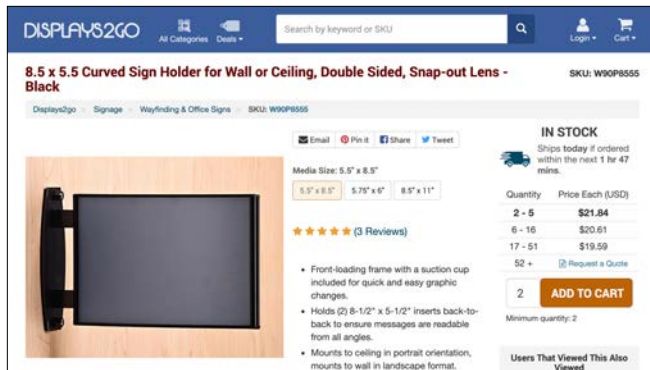 DISPLAYS2GO
All Categories
Deals
Search by keyword or SKU
Login
Cart
8.5 x 5.5 Curved Sign Holder for Wall or Ceiling, Double Sided, Snap-out Lens -
Black
SKU: W90P8555
Displays2go
Signage
Wayfinding & Office Signs
SKU: W90P8555
Email
Pin it
Share
Tweet
Media Size: 5.5" x 8.5"
5.5" x 8.5"
5.75" x 6"
8.5" x 11"
(3 Reviews)
• Front-loading frame with a suction cup
included for quick and easy graphic
changes.
• Holds (2) 8-1/2" x 5-1/2" inserts back-to-
back to ensure messages are readable
from all angles.
• Mounts to ceiling in portrait orientation,
mounts to wall in landscape format.
IN STOCK
Ships today if ordered
within the next 1 hr 47
mins.
Quantity Price Each (USD)
2 - 5 $21.84
6 - 16 $20.61
17 - 51 $19.59
52 + Request a Quote
2
ADD TO CART
Minimum quantity: 2
Users That Viewed This Also
Viewed